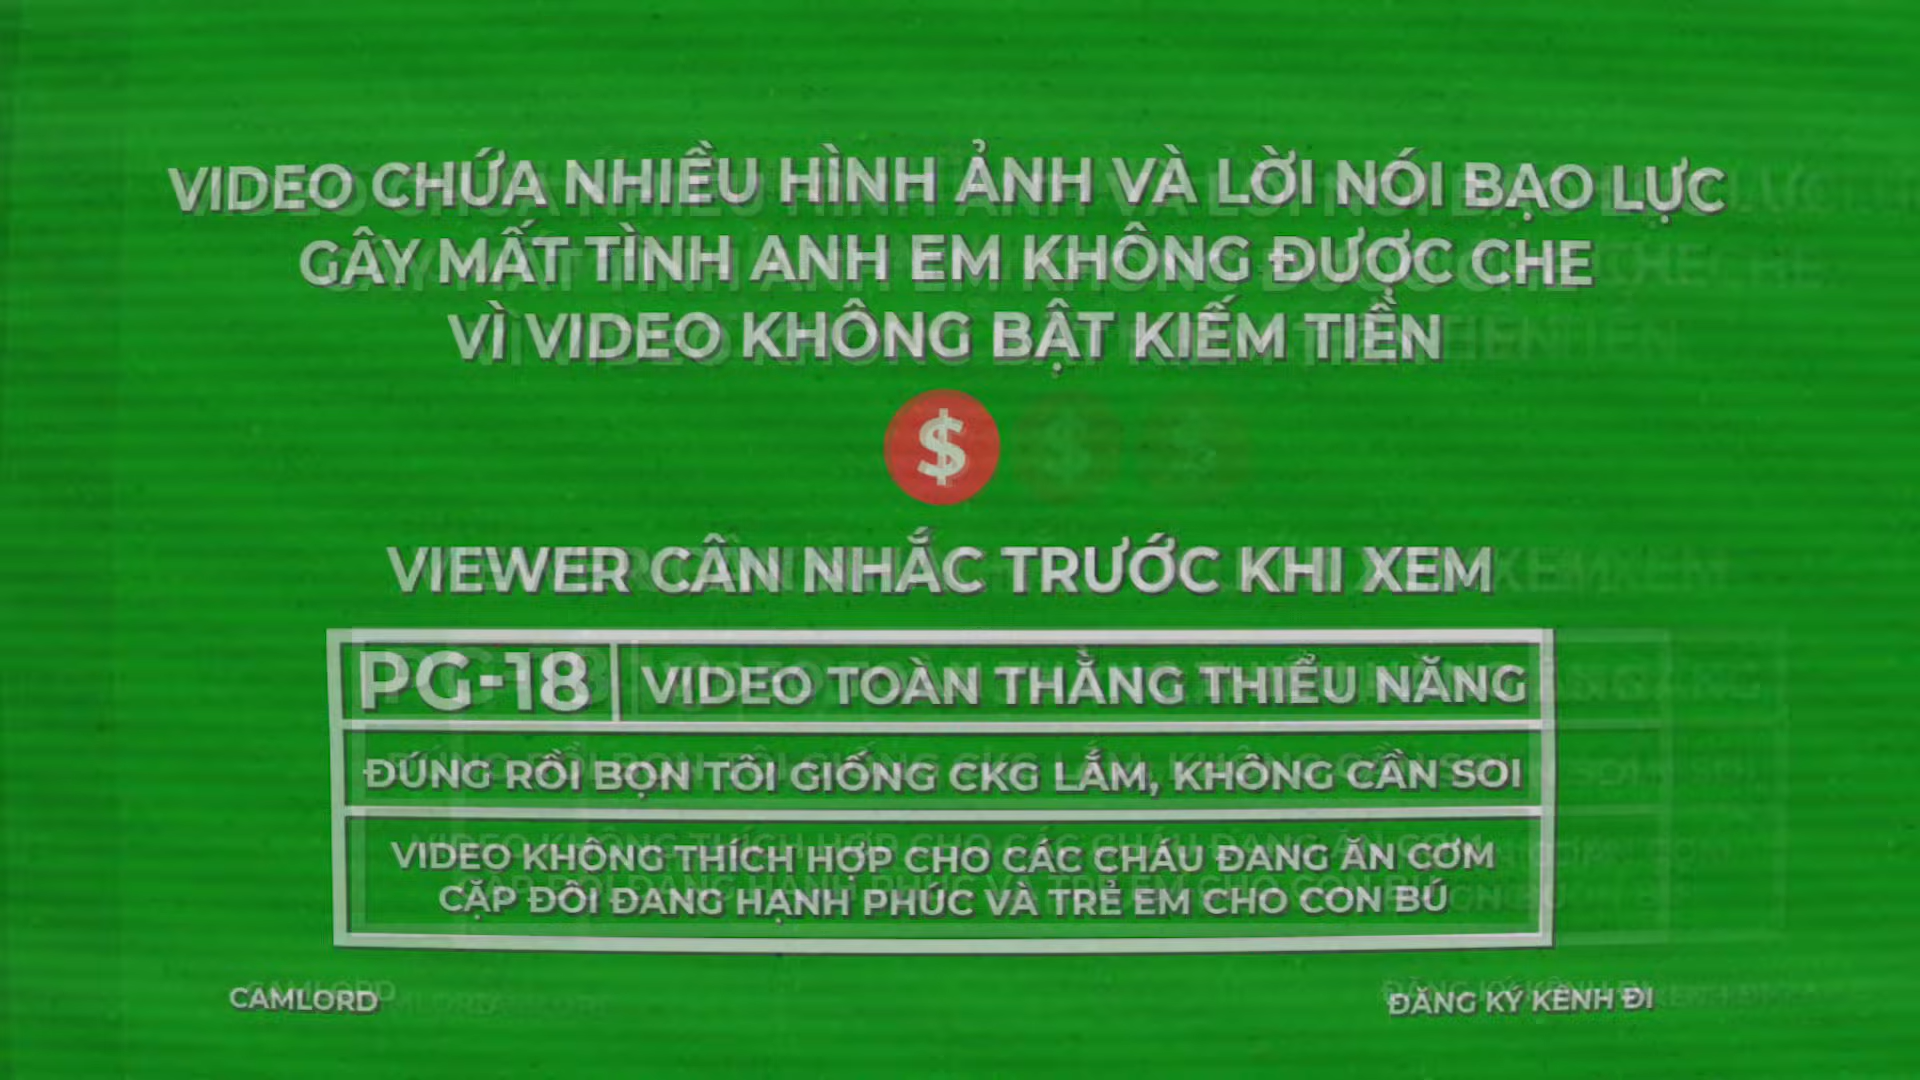 VIDEO CHỨA NHIỀU HÌNH ẢNH VÀ LỜI NÓI BẠO LỰC
GÂY MẤT TÌNH ANH EM KHÔNG ĐƯỢC CHE
VÌ VIDEO KHÔNG BẬT KIẾM TIỀN
$
VIEWER CÂN NHẮC TRƯỚC KHI XEM
PG-18 VIDEO TOÀN THẰNG THIỂU NĂNG
ĐÚNG RỒI BỌN TÔI GIỐNG CKG LẮM, KHÔNG CẦN SOI
VIDEO KHÔNG THÍCH HỢP CHO CÁC CHÁU ĐANG ĂN CƠM
CẶP ĐÔI ĐANG HẠNH PHÚC VÀ TRẺ EM CHO CON BÚ
CAMLORD
ĐĂNG KÝ KÊNH ĐI